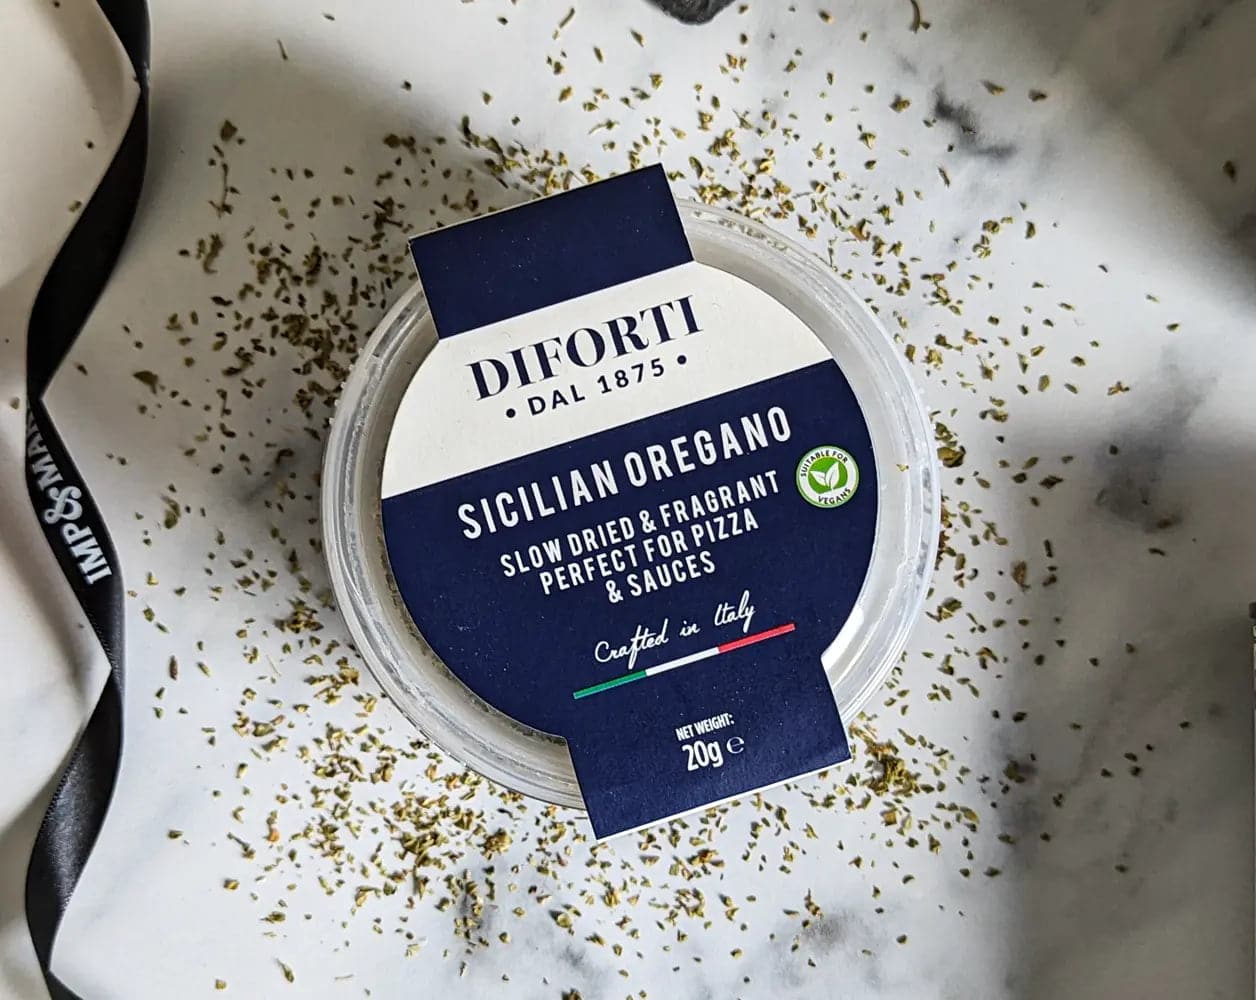 DIFORTI
• DAL 1875 •
SICILIAN OREGANO
SLOW DRIED & FRAGRANT
PERFECT FOR PIZZA
& SAUCES
SUITABLE FOR
VEGANS
Crafted in Italy
NET WEIGHT:
20g ℮
IMP&